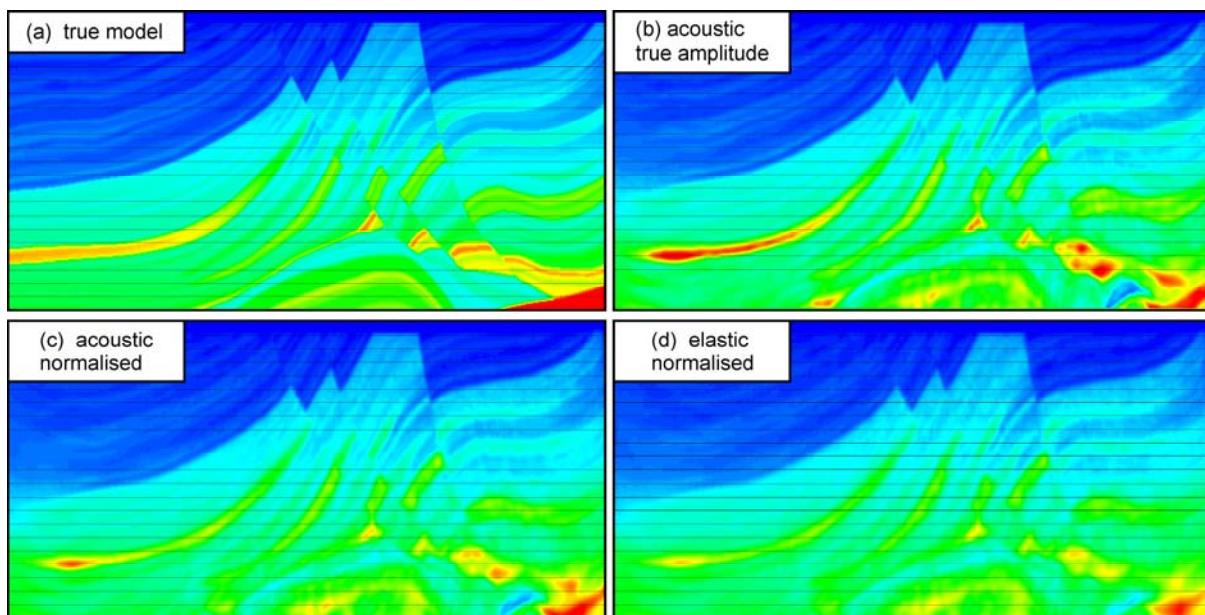 (a) true model
(b) acoustic
true amplitude
(c) acoustic
normalised
(d) elastic
normalised